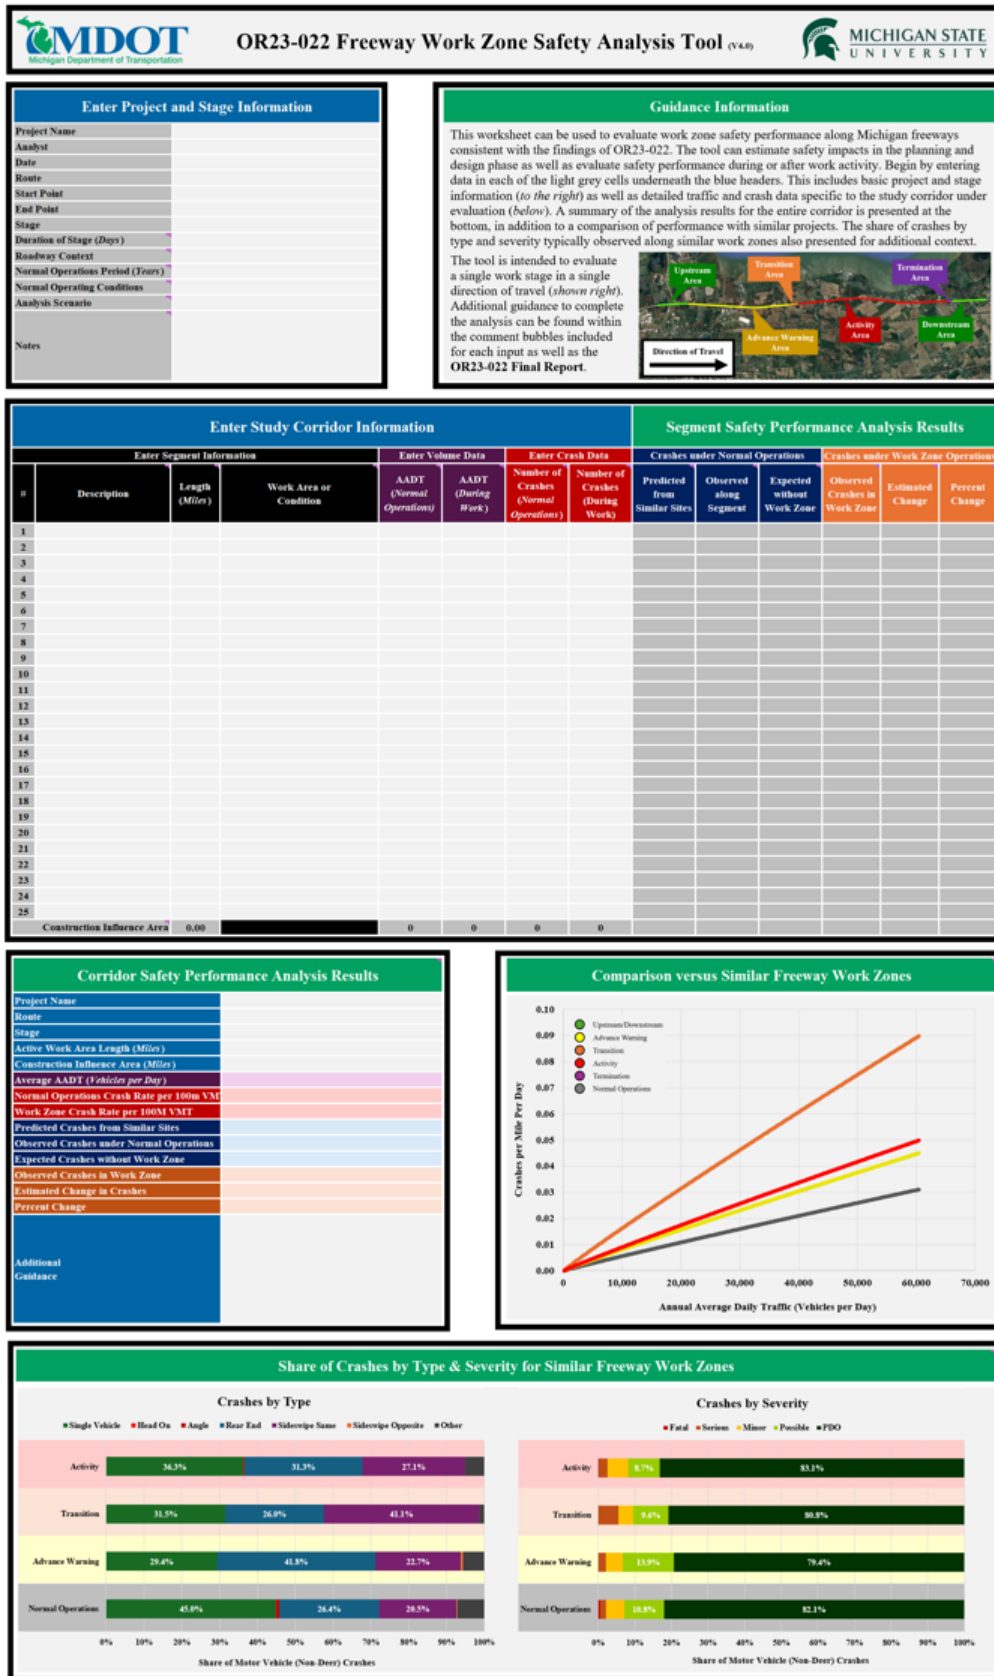 MDOT
Michigan Department of Transportation
OR23-022 Freeway Work Zone Safety Analysis Tool (V4.0)
MICHIGAN STATE
UNIVERSITY
Enter Project and Stage Information
Project Name
Analyst
Date
Route
Start Point
End Point
Stage
Duration of Stage (Days)
Roadway Context
Normal Operations Period (Years)
Normal Operating Conditions
Analysis Scenario
Notes
Guidance Information
This worksheet can be used to evaluate work zone safety performance along Michigan freeways
consistent with the findings of OR23-022. The tool can estimate safety impacts in the planning and
design phase as well as evaluate safety performance during or after work activity. Begin by entering
data in each of the light grey cells underneath the blue headers. This includes basic project and stage
information (to the right) as well as detailed traffic and crash data specific to the study corridor under
evaluation (below). A summary of the analysis results for the entire corridor is presented at the
bottom, in addition to a comparison of performance with similar projects. The share of crashes by
type and severity typically observed along similar work zones also presented for additional context.
The tool is intended to evaluate
a single work stage in a single
direction of travel (shown right).
Additional guidance to complete
the analysis can be found within
the comment bubbles included
for each input as well as the
OR23-022 Final Report.
Upstream Area
Transition Area
Termination Area
Advance Warning Area
Activity Area
Downstream Area
Direction of Travel
Enter Study Corridor Information
Segment Safety Performance Analysis Results
Enter Segment Information
Enter Volume Data
Enter Crash Data
Crashes under Normal Operations
Crashes under Work Zone Operations
#
Description
Length (Miles)
Work Area or Condition
AADT (Normal Operations)
AADT (During Work)
Number of Crashes (Normal Operations)
Number of Crashes (During Work)
Predicted from Similar Sites
Observed along Segment
Expected without Work Zone
Observed Crashes in Work Zone
Estimated Change
Percent Change
1
2
3
4
5
6
7
8
9
10
11
12
13
14
15
16
17
18
19
20
21
22
23
24
25
Construction Influence Area 0.00 0 0 0 0
Corridor Safety Performance Analysis Results
Project Name
Route
Stage
Active Work Area Length (Miles)
Construction Influence Area (Miles)
Average AADT (Vehicles per Day)
Normal Operations Crash Rate per 100m VM
Work Zone Crash Rate per 100M VMT
Predicted Crashes from Similar Sites
Observed Crashes under Normal Operations
Expected Crashes without Work Zone
Observed Crashes in Work Zone
Estimated Change in Crashes
Percent Change
Additional
Guidance
Comparison versus Similar Freeway Work Zones
Crashes per Mile Per Day
0.10
0.09
0.08
0.07
0.06
0.05
0.04
0.03
0.02
0.01
0.00
Upstream/Downstream
Advance Warning
Transition
Activity
Termination
Normal Operations
0 10,000 20,000 30,000 40,000 50,000 60,000 70,000
Annual Average Daily Traffic (Vehicles per Day)
Share of Crashes by Type & Severity for Similar Freeway Work Zones
Crashes by Type
Single Vehicle Head On Angle Rear End Sideswipe Same Sideswipe Opposite Other
Activity 36.3% 31.3% 27.1%
Transition 31.5% 26.0% 41.1%
Advance Warning 29.4% 41.8% 22.7%
Normal Operations 45.0% 26.4% 20.5%
0% 10% 20% 30% 40% 50% 60% 70% 80% 90% 100%
Share of Motor Vehicle (Non-Deer) Crashes
Crashes by Severity
Fatal Serious Minor Possible PDO
Activity 8.7% 83.1%
Transition 9.6% 80.8%
Advance Warning 13.9% 79.4%
Normal Operations 10.8% 82.1%
0% 10% 20% 30% 40% 50% 60% 70% 80% 90% 100%
Share of Motor Vehicle (Non-Deer) Crashes